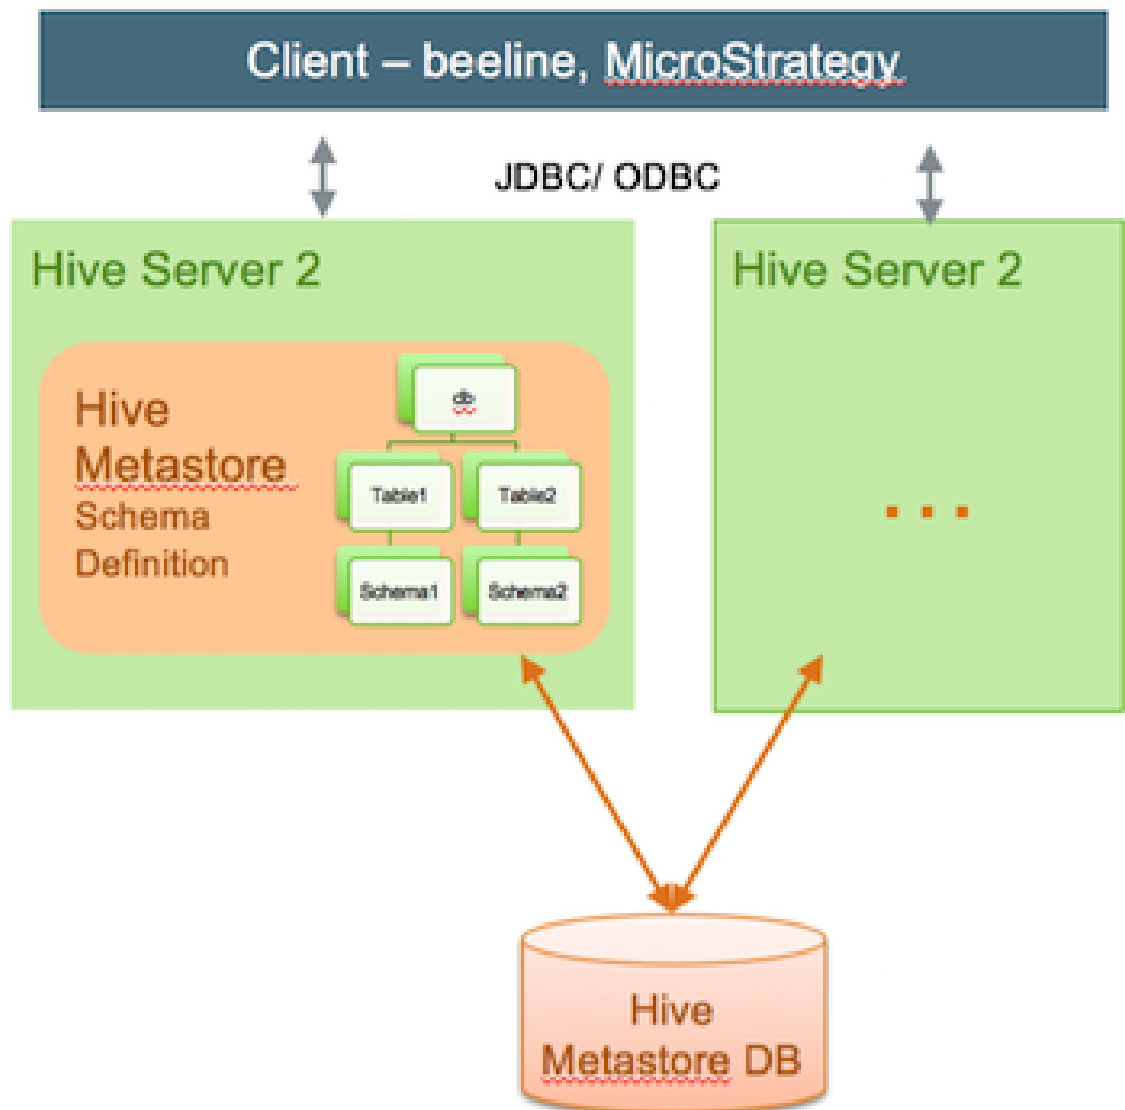 Client – beeline, MicroStrategy
JDBC/ ODBC
Hive Server 2
Hive
Metastore
Schema
Definition
db
Table1
Table2
Schema1
Schema2
Hive Server 2
...
Hive
Metastore DB